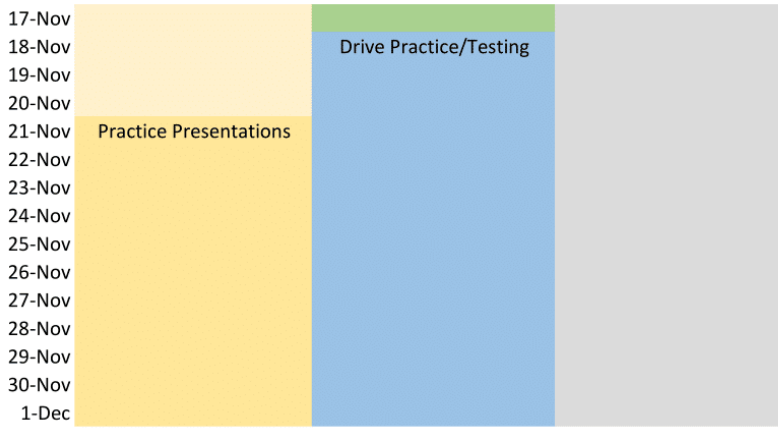 17-Nov
18-Nov Drive Practice/Testing
19-Nov
20-Nov
21-Nov Practice Presentations
22-Nov
23-Nov
24-Nov
25-Nov
26-Nov
27-Nov
28-Nov
29-Nov
30-Nov
1-Dec